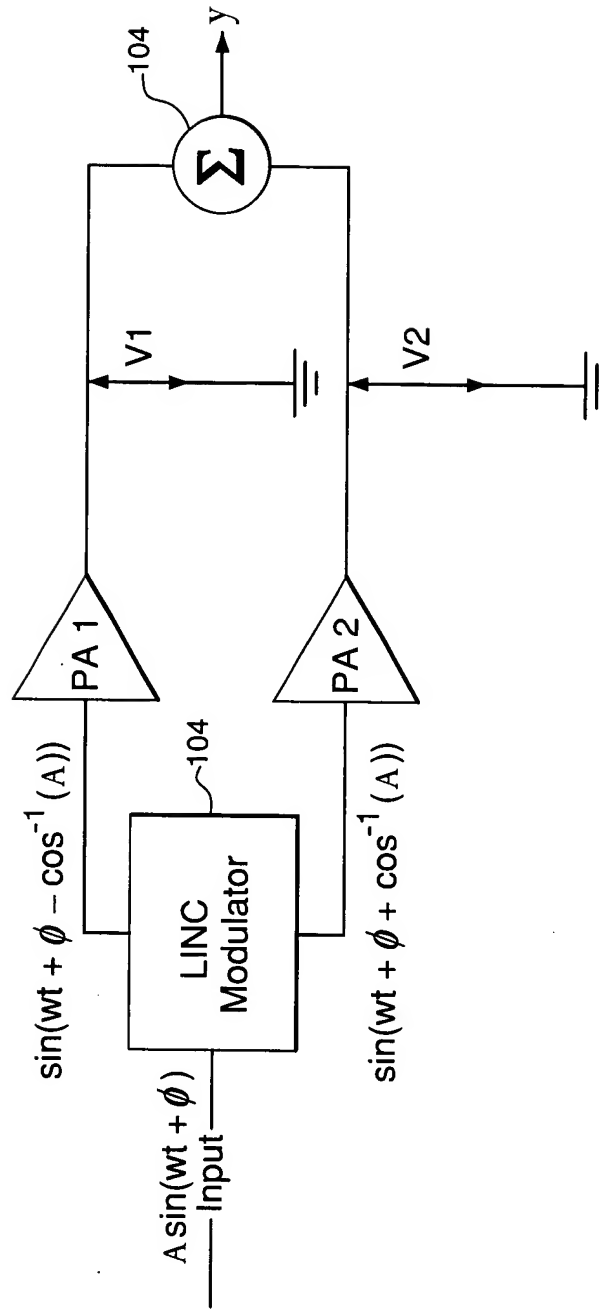 A sin(wt + ϕ)
Input
sin(wt + ϕ − cos⁻¹ (A))
LINC
Modulator
104
sin(wt + ϕ + cos⁻¹ (A))
PA 1
PA 2
V1
V2
Σ
104
y